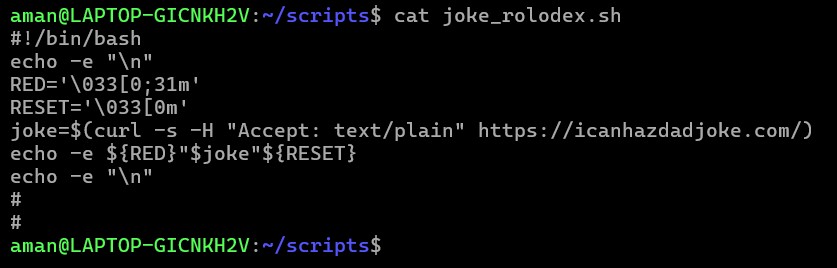 aman@LAPTOP-GICNKH2V:~/scripts$ cat joke_rolodex.sh
#!/bin/bash
echo -e "\n"
RED='\033[0;31m'
RESET='\033[0m'
joke=$(curl -s -H "Accept: text/plain" https://icanhazdadjoke.com/)
echo -e ${RED}"$joke"${RESET}
echo -e "\n"
#
#
aman@LAPTOP-GICNKH2V:~/scripts$